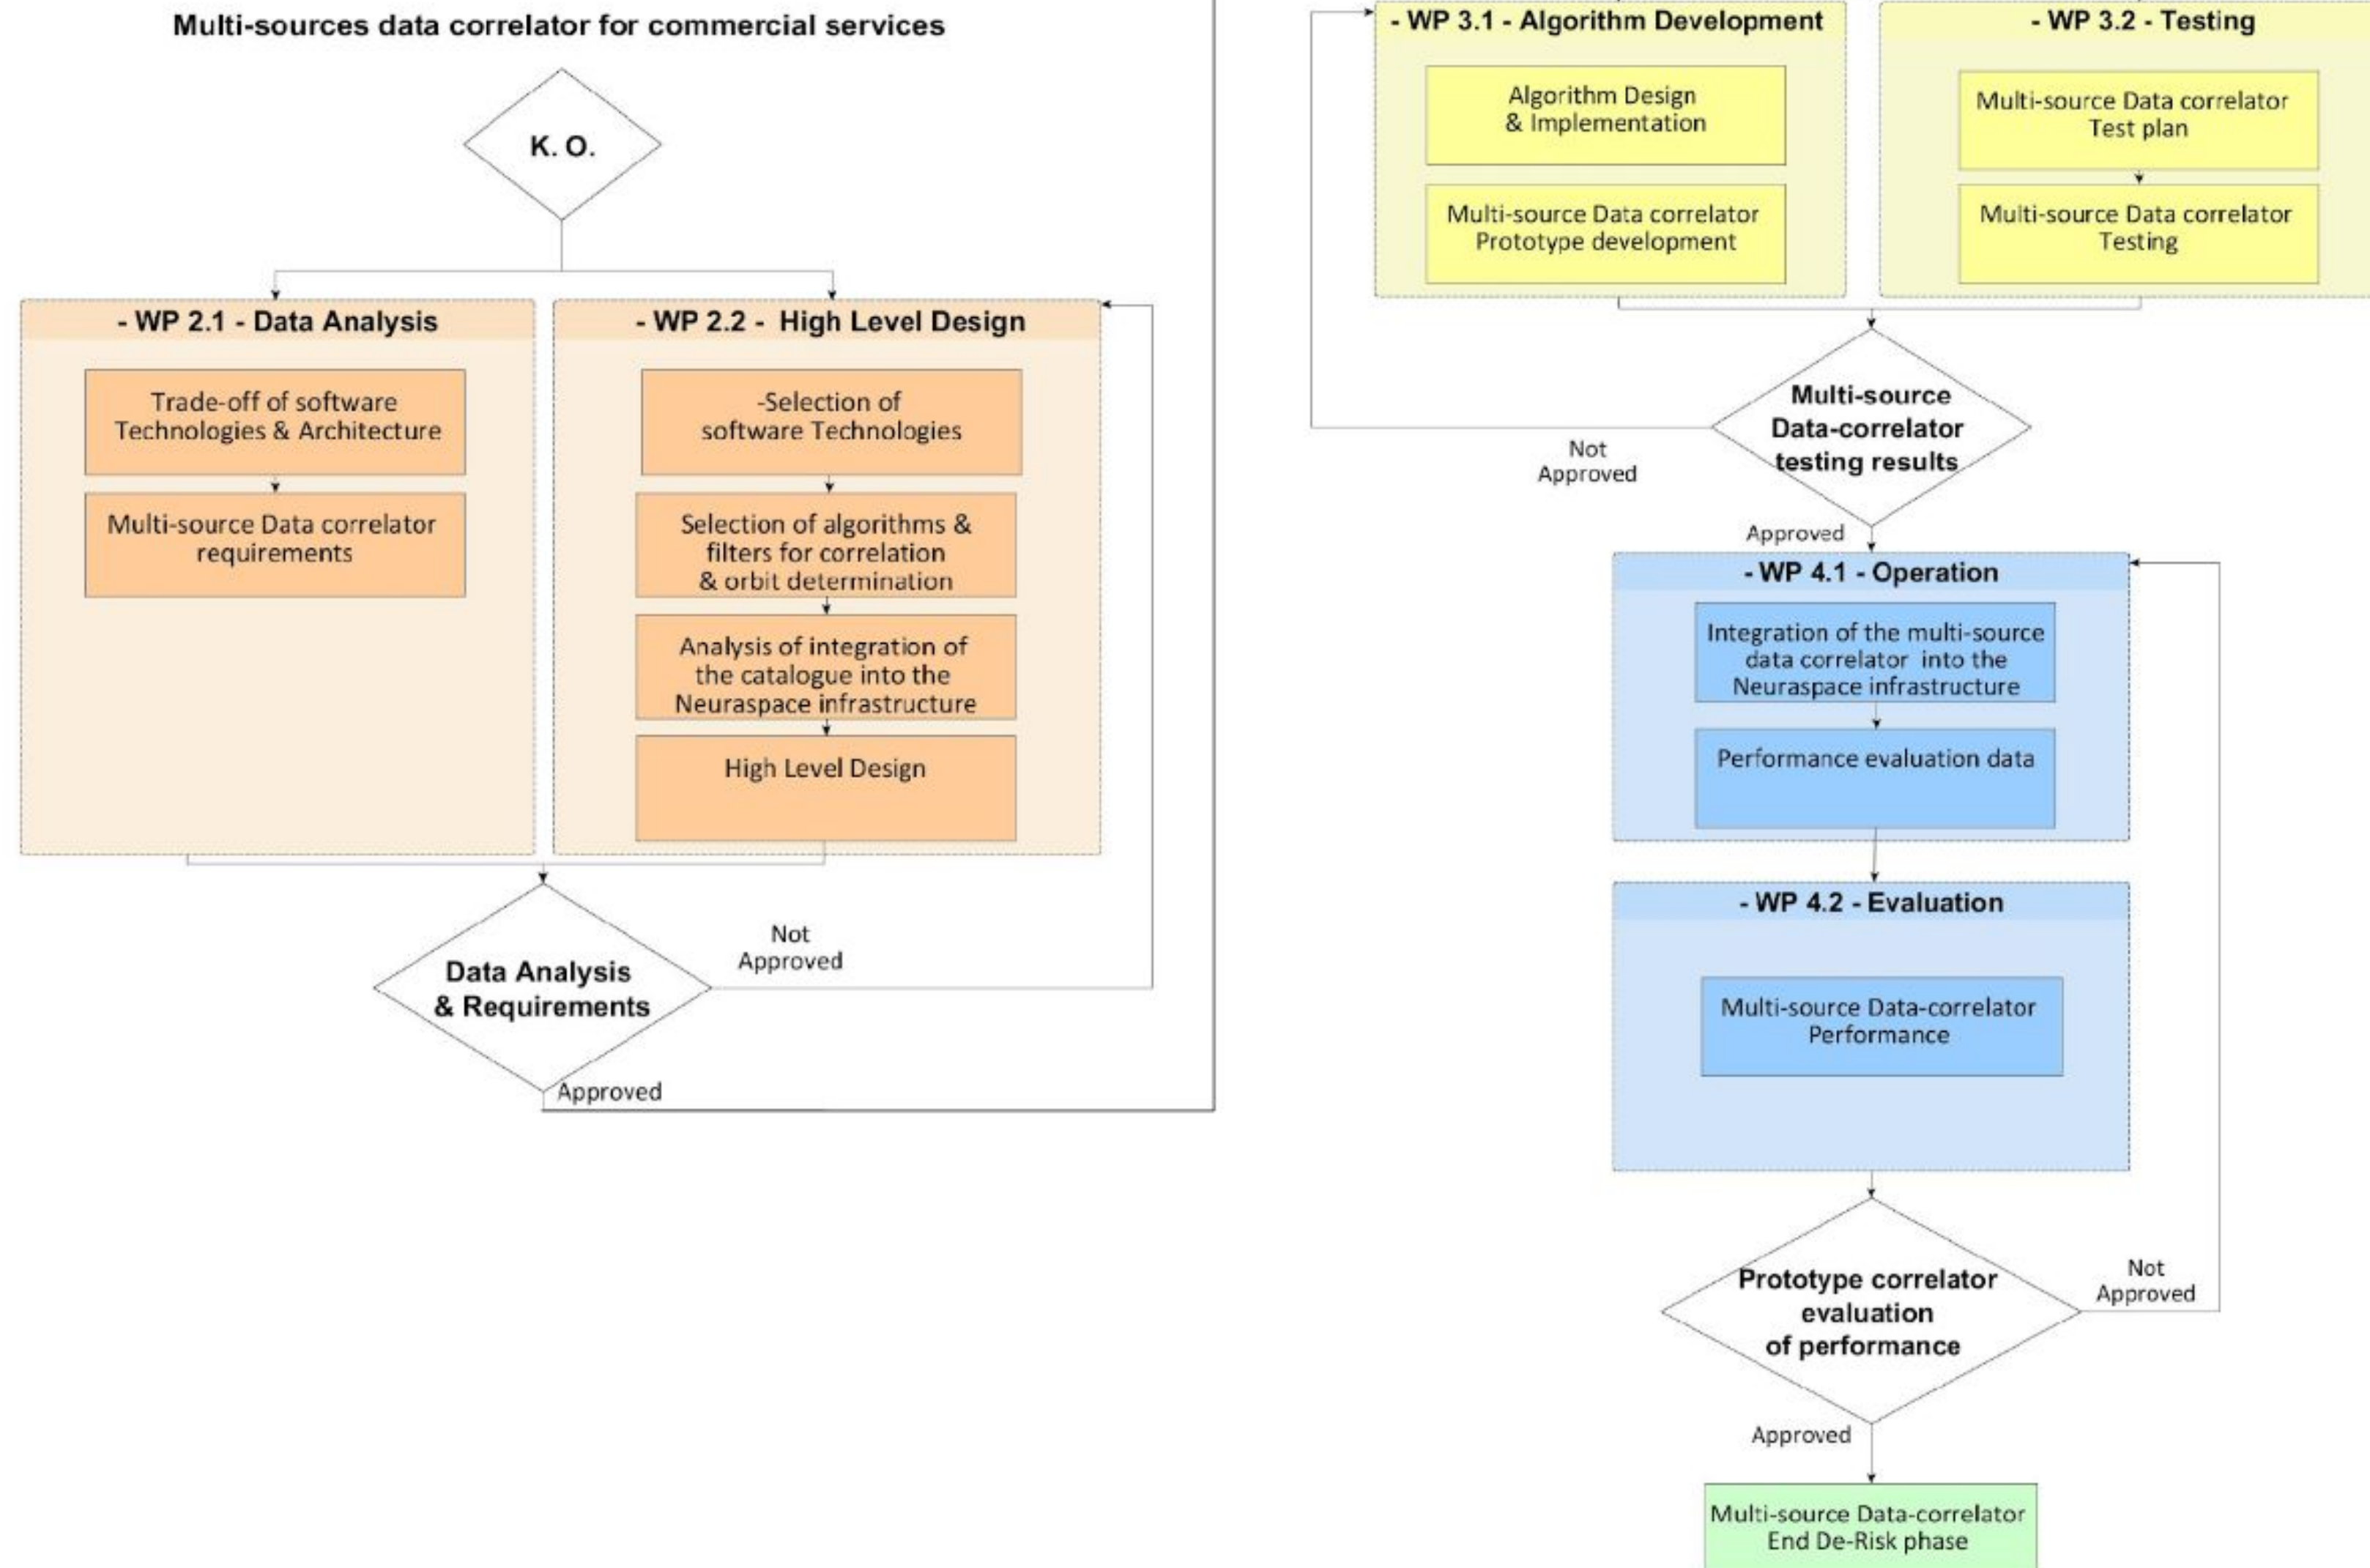 Multi-sources data correlator for commercial services
K. O.
- WP 2.1 - Data Analysis
Trade-off of software
Technologies & Architecture
Multi-source Data correlator
requirements
- WP 2.2 - High Level Design
-Selection of
software Technologies
Selection of algorithms &
filters for correlation
& orbit determination
Analysis of integration of
the catalogue into the
Neuraspace infrastructure
High Level Design
Data Analysis
& Requirements
Not
Approved
Approved
- WP 3.1 - Algorithm Development
Algorithm Design
& Implementation
Multi-source Data correlator
Prototype development
- WP 3.2 - Testing
Multi-source Data correlator
Test plan
Multi-source Data correlator
Testing
Multi-source
Data-correlator
testing results
Not
Approved
Approved
- WP 4.1 - Operation
Integration of the multi-source
data correlator into the
Neuraspace infrastructure
Performance evaluation data
- WP 4.2 - Evaluation
Multi-source Data-correlator
Performance
Prototype correlator
evaluation
of performance
Not
Approved
Approved
Multi-source Data-correlator
End De-Risk phase